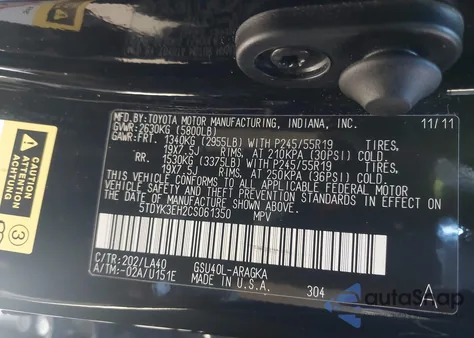 CAUTION
ACHTUNG
ATTENTION
MFD.BY: TOYOTA MOTOR MANUFACTURING, INDIANA, INC. 11/11
GVWR: 2630KG (5800LB)
GAWR: FRT. 1340KG (2955LB) WITH P245/55R19 TIRES,
19X7.5J RIMS, AT 210KPA (30PSI) COLD.
RR. 1530KG (3375LB) WITH P245/55R19 TIRES,
19X7.5J RIMS, AT 250KPA (36PSI) COLD.
THIS VEHICLE CONFORMS TO ALL APPLICABLE FEDERAL MOTOR
VEHICLE SAFETY, BUMPER, AND THEFT PREVENTION
STANDARDS IN EFFECT ON THE DATE OF
MANUFACTURE SHOWN ABOVE.
5TDYK3EH2CS061350 MPV
C/TR:202/LA40 GSU40L-ARAGKA
A/TM:-02A/U151E MADE IN U.S.A. 304 A
autoSnap